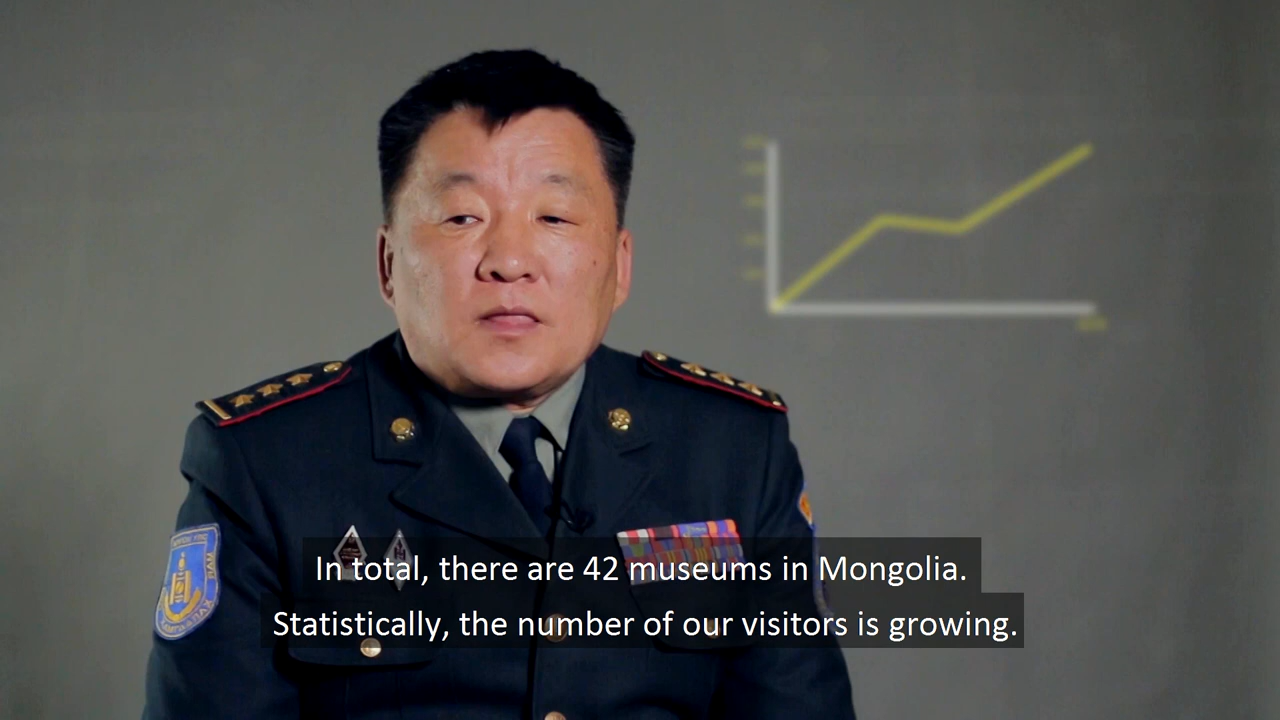 In total, there are 42 museums in Mongolia.
Statistically, the number of our visitors is growing.